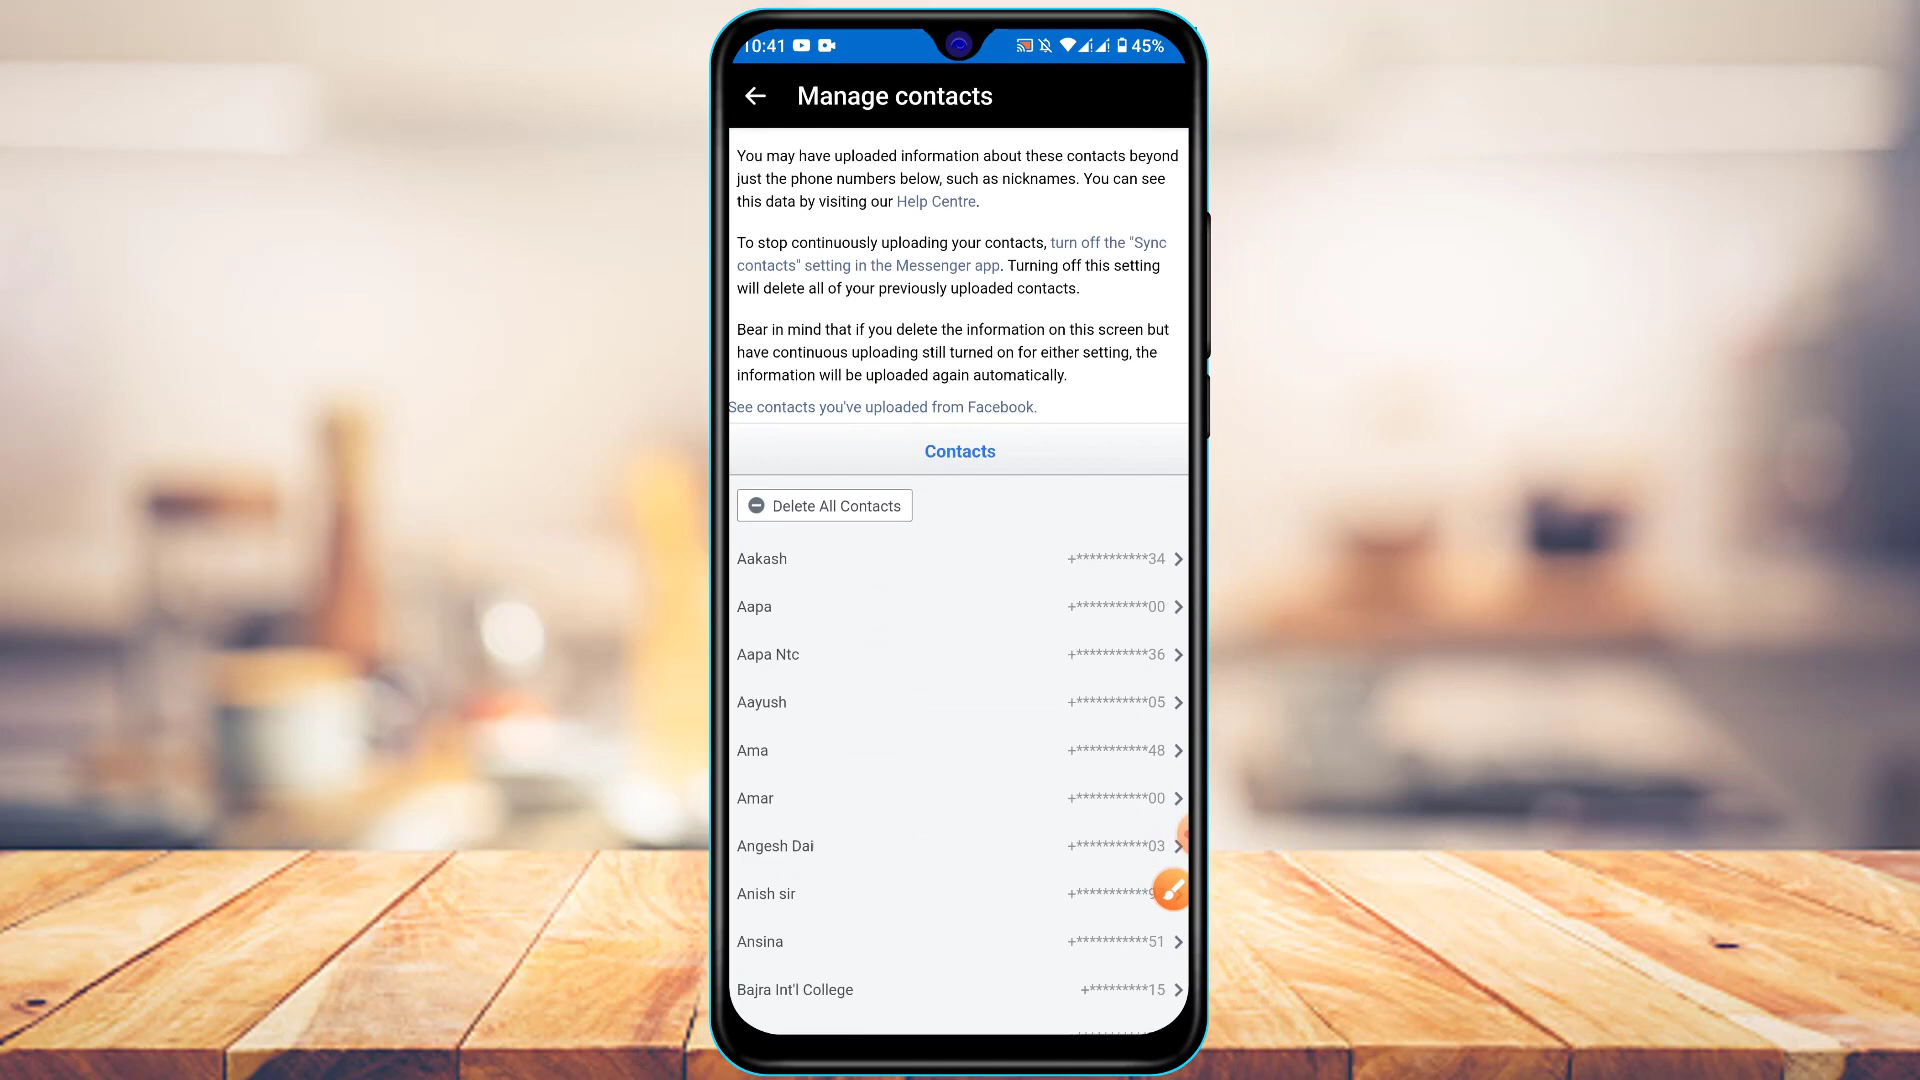 10:41 45%
Manage contacts
You may have uploaded information about these contacts beyond
just the phone numbers below, such as nicknames. You can see
this data by visiting our Help Centre.
To stop continuously uploading your contacts, turn off the "Sync
contacts" setting in the Messenger app. Turning off this setting
will delete all of your previously uploaded contacts.
Bear in mind that if you delete the information on this screen but
have continuous uploading still turned on for either setting, the
information will be uploaded again automatically.
See contacts you've uploaded from Facebook.
Contacts
Delete All Contacts
Aakash +***********34
Aapa +***********00
Aapa Ntc +***********36
Aayush +***********05
Ama +***********48
Amar +***********00
Angesh Dai +***********03
Anish sir +***********9
Ansina +***********51
Bajra Int'l College +*********15